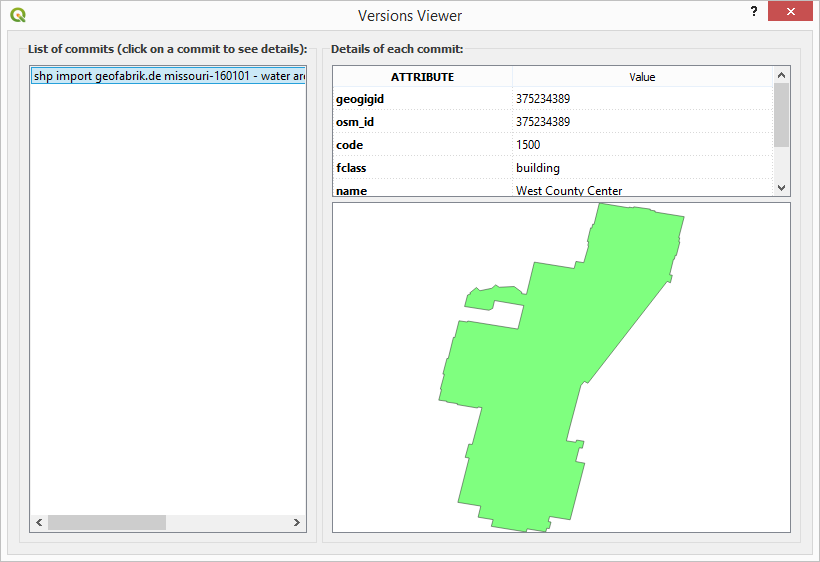 Versions Viewer
?
List of commits (click on a commit to see details):
shp import geofabrik.de missouri-160101 - water
Details of each commit:
ATTRIBUTE Value
geogigid 375234389
osm_id 375234389
code 1500
fclass building
name West County Center